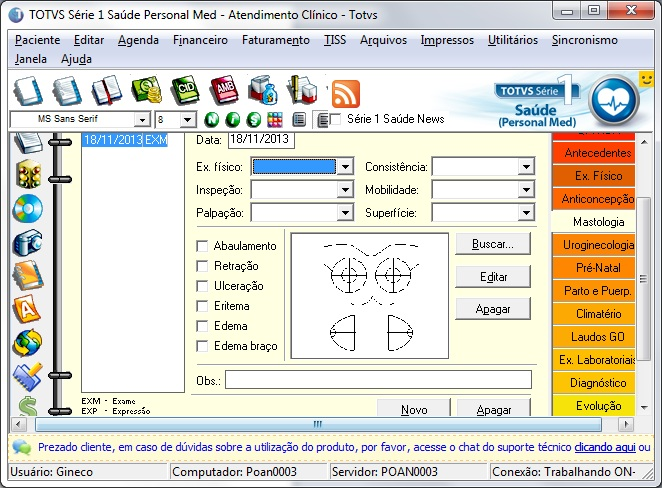 TOTVS Série 1 Saúde Personal Med - Atendimento Clínico - Totvs
Paciente Editar Agenda Financeiro Faturamento TISS Arquivos Impressos Utilitários Sincronismo
Janela Ajuda
CID
AMB
TOTVS Série 1
Saúde
(Personal Med)
MS Sans Serif 8 N I S Série 1 Saúde News
18/11/2013 EXM
Data: 18/11/2013
Ex. físico: Consistência:
Inspeção: Mobilidade:
Palpação: Superfície:
Abaulamento
Retração
Ulceração
Eritema
Edema
Edema braço
Buscar...
Editar
Apagar
Obs.:
Novo Apagar
EXM - Exame
EXP - Expressão
Antecedentes
Ex. Físico
Anticoncepção
Mastologia
Uroginecologia
Pré-Natal
Parto e Puerp.
Climatério
Laudos GO
Ex. Laboratoriais
Diagnóstico
Evolução
Prezado cliente, em caso de dúvidas sobre a utilização do produto, por favor, acesse o chat do suporte técnico clicando aqui ou
Usuário: Gineco Computador: Poan0003 Servidor: POAN0003 Conexão: Trabalhando ON-